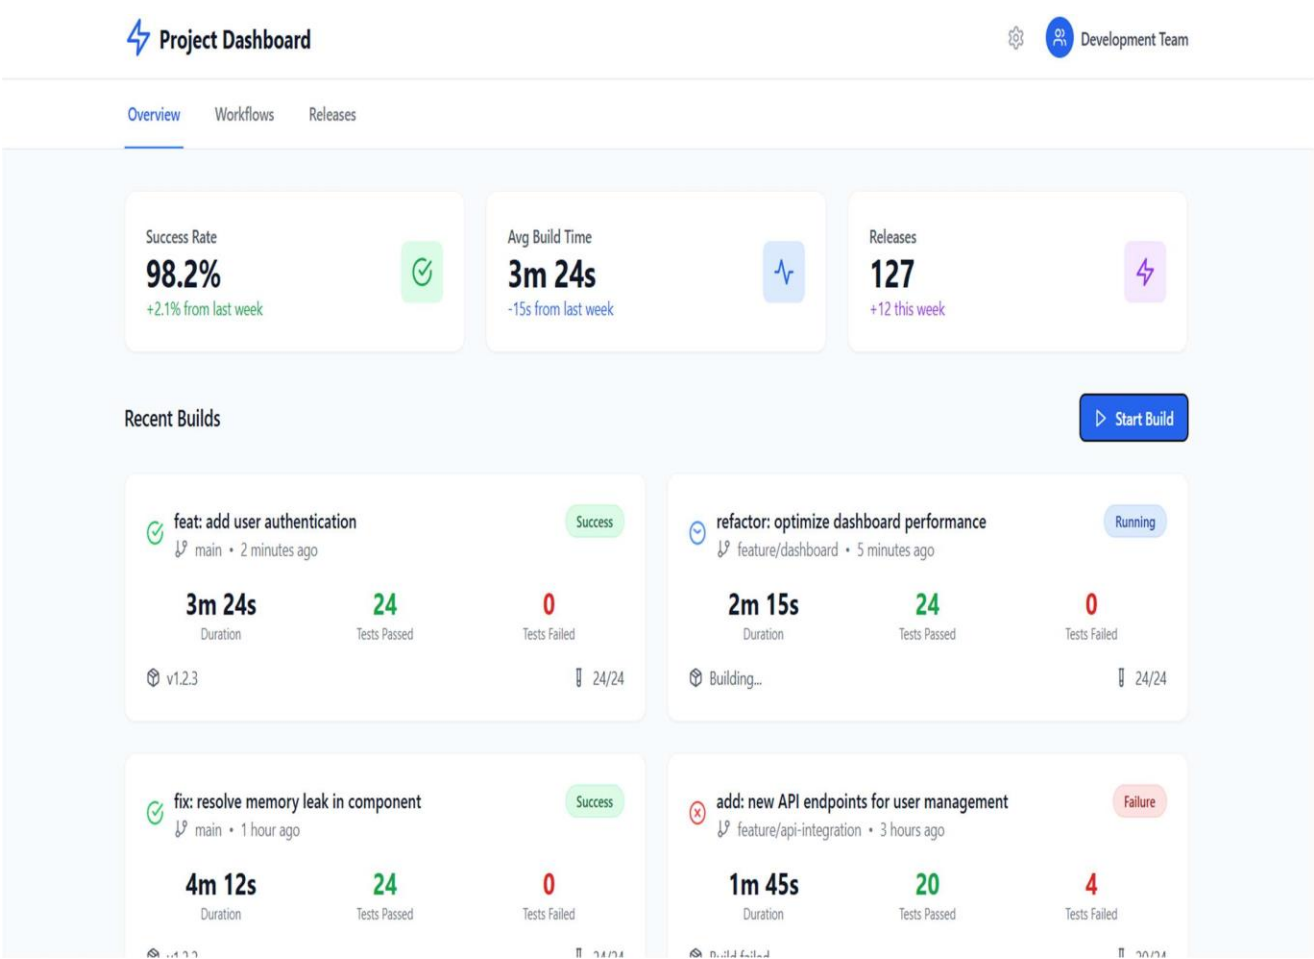 Project Dashboard
Development Team
Overview Workflows Releases
Success Rate
98.2%
+2.1% from last week
Avg Build Time
3m 24s
-15s from last week
Releases
127
+12 this week
Recent Builds
Start Build
feat: add user authentication
Success
main • 2 minutes ago
3m 24s 24 0
Duration Tests Passed Tests Failed
v1.2.3 24/24
refactor: optimize dashboard performance
Running
feature/dashboard • 5 minutes ago
2m 15s 24 0
Duration Tests Passed Tests Failed
Building... 24/24
fix: resolve memory leak in component
Success
main • 1 hour ago
4m 12s 24 0
Duration Tests Passed Tests Failed
24/24
add: new API endpoints for user management
Failure
feature/api-integration • 3 hours ago
1m 45s 20 4
Duration Tests Passed Tests Failed
Build failed 20/24